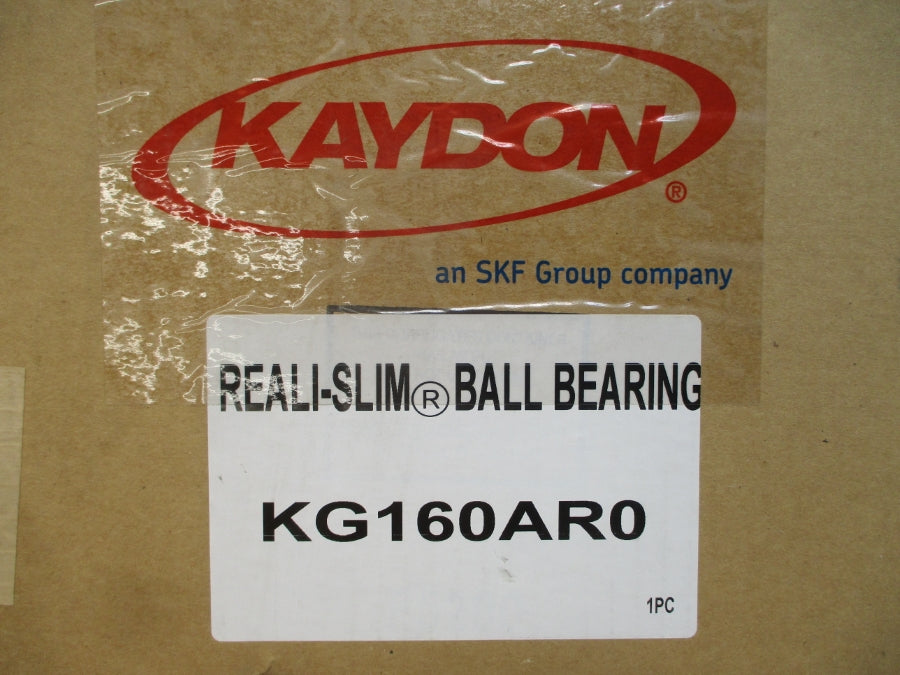 KAYDON®
an SKF Group company
REALI-SLIM® BALL BEARING
KG160AR0
1PC